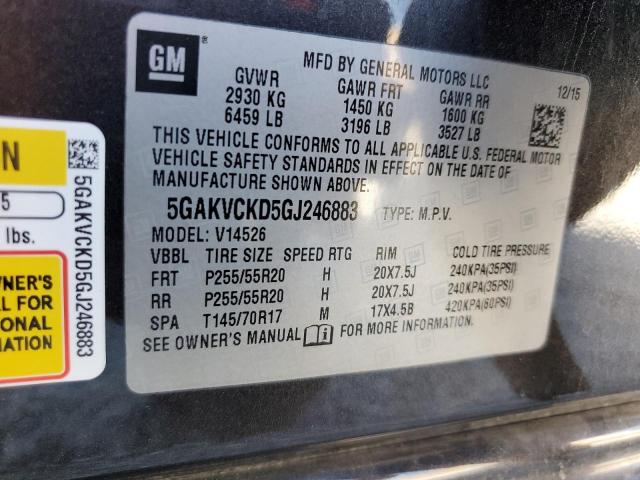 GM
MFD BY GENERAL MOTORS LLC
12/15
GVWR GAWR FRT GAWR RR
2930 KG 1450 KG 1600 KG
6459 LB 3196 LB 3527 LB
THIS VEHICLE CONFORMS TO ALL APPLICABLE U.S. FEDERAL MOTOR
VEHICLE SAFETY STANDARDS IN EFFECT ON THE DATE OF
MANUFACTURE SHOWN ABOVE.
5GAKVCKD5GJ246883 TYPE: M.P.V.
MODEL: V14526
VBBL TIRE SIZE SPEED RTG RIM COLD TIRE PRESSURE
FRT P255/55R20 H 20X7.5J 240KPA(35PSI)
RR P255/55R20 H 20X7.5J 240KPA(35PSI)
SPA T145/70R17 M 17X4.5B 420KPA(60PSI)
SEE OWNER'S MANUAL FOR MORE INFORMATION.
N
5
lbs.
5GAKVCKD5GJ246883
OWNER'S
L FOR
IONAL
MATION